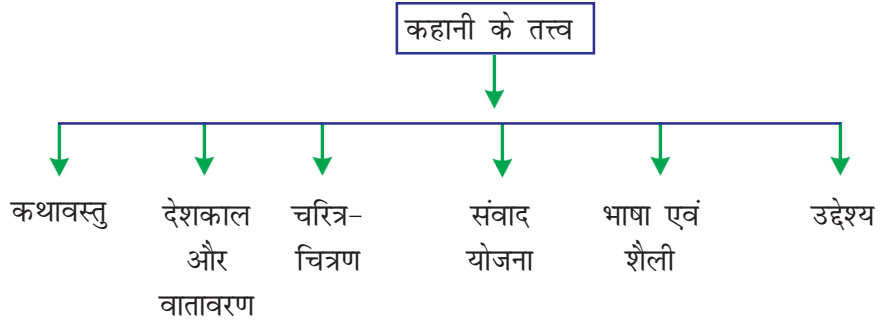 कहानी के तत्त्व
कथावस्तु
देशकाल
और
वातावरण
चरित्र-
चित्रण
संवाद
योजना
भाषा एवं
शैली
उद्देश्य